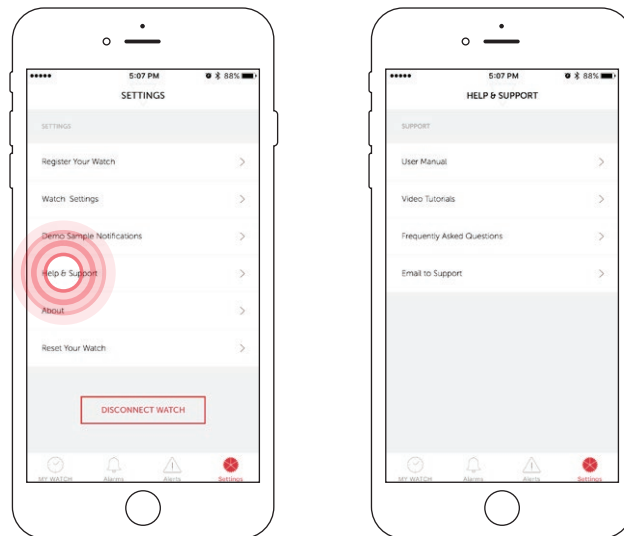 5:07 PM
88%
SETTINGS
SETTINGS
Register Your Watch
Watch Settings
Demo Sample Notifications
Help & Support
About
Reset Your Watch
DISCONNECT WATCH
MY WATCH
Alarms
Alerts
Settings
5:07 PM
88%
HELP & SUPPORT
SUPPORT
User Manual
Video Tutorials
Frequently Asked Questions
Email to Support
MY WATCH
Alarms
Alerts
Settings